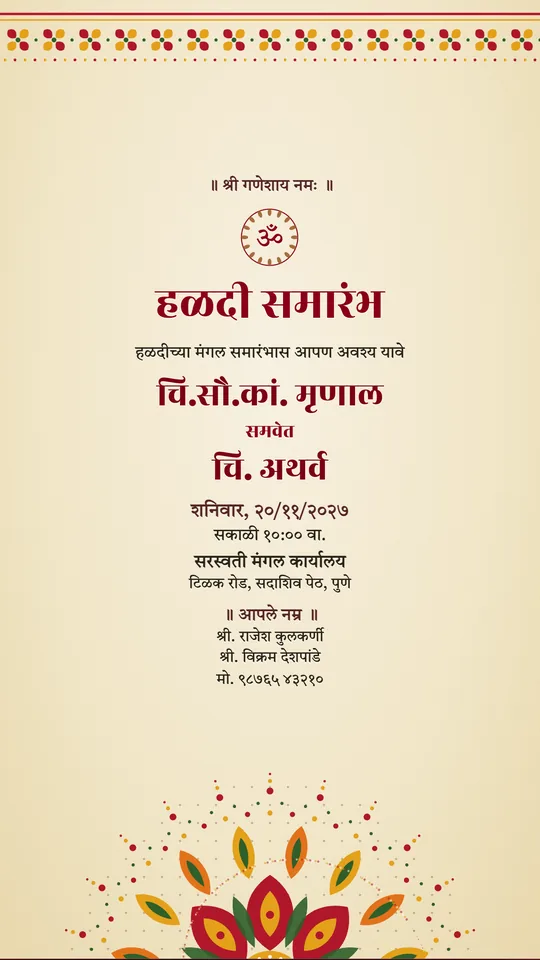 ॥ श्री गणेशाय नमः ॥
ॐ
हळदी समारंभ
हळदीच्या मंगल समारंभास आपण अवश्य यावे
चि.सौ.कां. मृणाल
समवेत
चि. अथर्व
शनिवार, २०/११/२०२७
सकाळी १०:०० वा.
सरस्वती मंगल कार्यालय
टिळक रोड, सदाशिव पेठ, पुणे
॥ आपले नम्र ॥
श्री. राजेश कुलकर्णी
श्री. विक्रम देशपांडे
मो. ९८७६५ ४३२१०